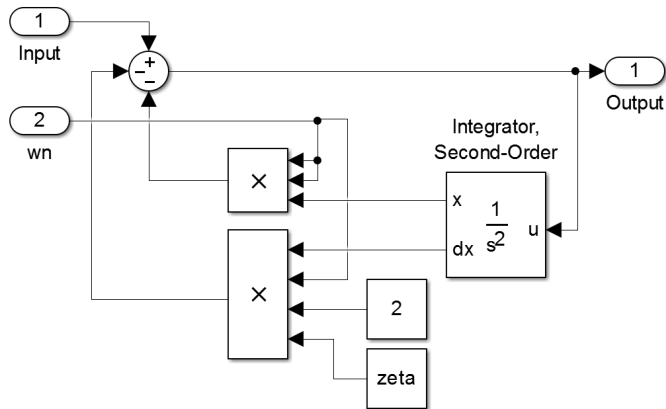 1
Input
+
−
−
1
Output
2
wn
Integrator,
Second-Order
×
x
1
s2
u
dx
×
2
zeta